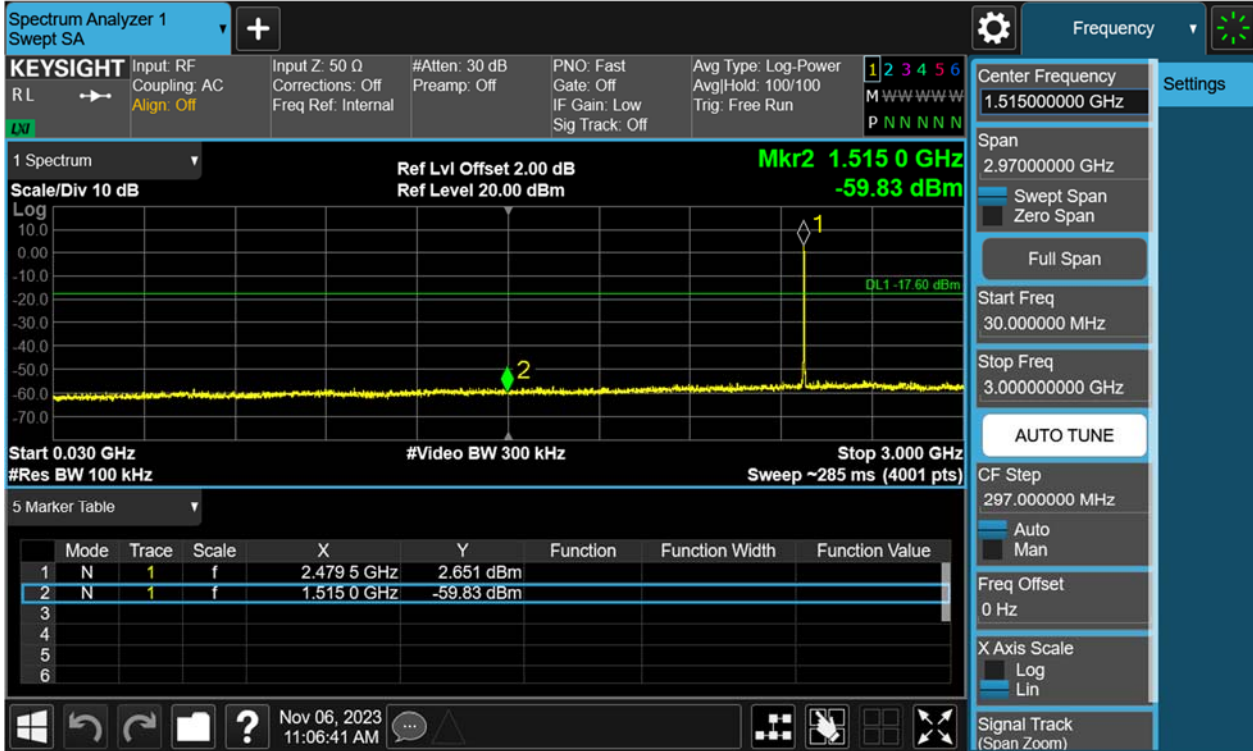 Spectrum Analyzer 1
Swept SA
Frequency
KEYSIGHT
R L
LXI
Input: RF
Coupling: AC
Align: Off
Input Z: 50 Ω
Corrections: Off
Freq Ref: Internal
#Atten: 30 dB
Preamp: Off
PNO: Fast
Gate: Off
IF Gain: Low
Sig Track: Off
Avg Type: Log-Power
Avg|Hold: 100/100
Trig: Free Run
1 2 3 4 5 6
M W W W W W
P N N N N N
1 Spectrum
Scale/Div 10 dB
Ref Lvl Offset 2.00 dB
Ref Level 20.00 dBm
Mkr2 1.515 0 GHz
-59.83 dBm
Log
10.0
0.00
-10.0
-20.0
-30.0
-40.0
-50.0
-60.0
-70.0
1
DL1 -17.60 dBm
2
Start 0.030 GHz
#Res BW 100 kHz
#Video BW 300 kHz
Stop 3.000 GHz
Sweep ~285 ms (4001 pts)
5 Marker Table
Mode Trace Scale X Y Function Function Width Function Value
1 N 1 f 2.479 5 GHz 2.651 dBm
2 N 1 f 1.515 0 GHz -59.83 dBm
3
4
5
6
Nov 06, 2023
11:06:41 AM
Center Frequency
1.515000000 GHz
Span
2.97000000 GHz
Swept Span
Zero Span
Full Span
Start Freq
30.000000 MHz
Stop Freq
3.000000000 GHz
AUTO TUNE
CF Step
297.000000 MHz
Auto
Man
Freq Offset
0 Hz
X Axis Scale
Log
Lin
Signal Track
(Span Zoom)
Settings